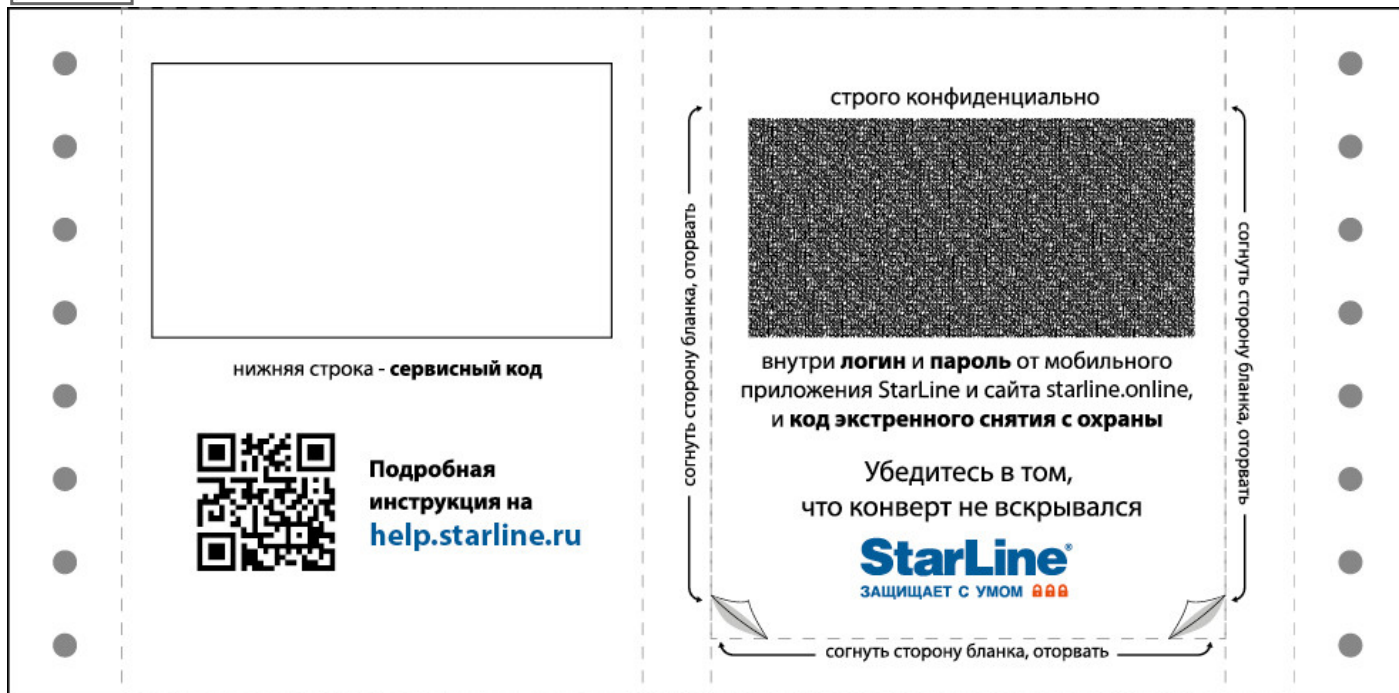 нижняя строка - сервисный код
Подробная
инструкция на
help.starline.ru
согнуть сторону бланка, оторвать
строго конфиденциально
внутри логин и пароль от мобильного
приложения StarLine и сайта starline.online,
и код экстренного снятия с охраны
Убедитесь в том,
что конверт не вскрывался
StarLine®
ЗАЩИЩАЕТ С УМОМ
согнуть сторону бланка, оторвать
согнуть сторону бланка, оторвать